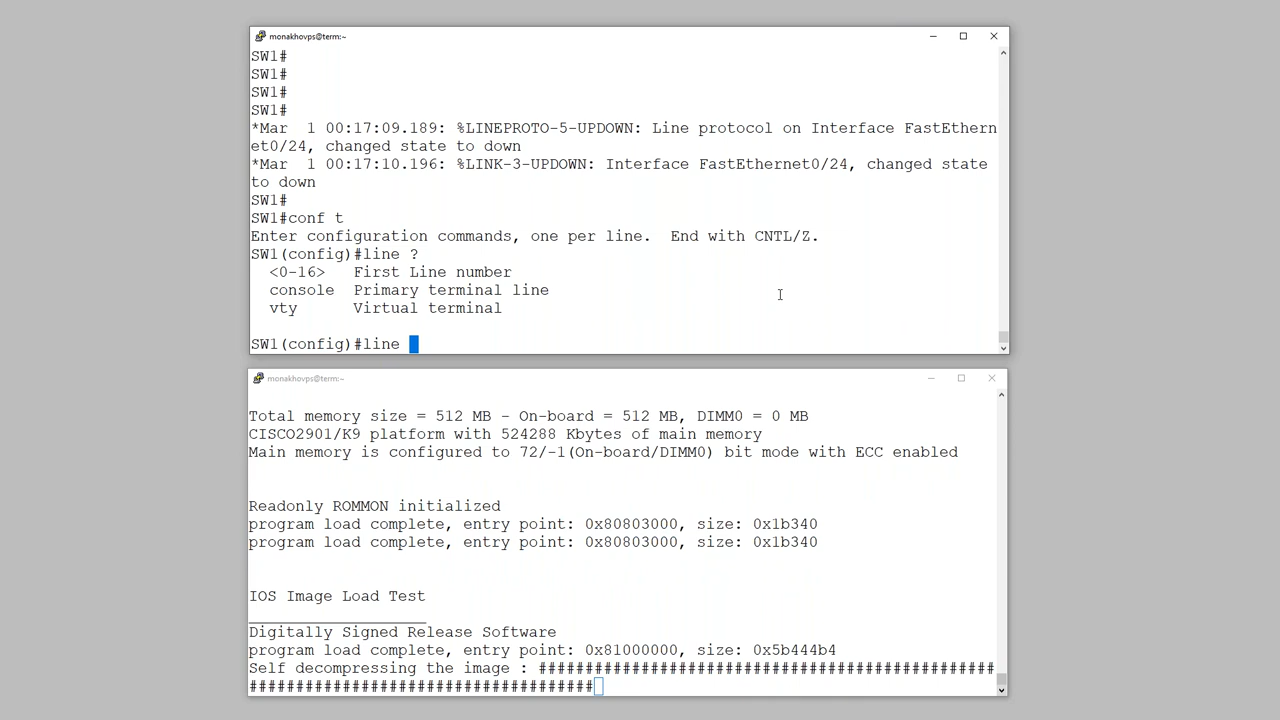 monakhovps@term:~
SW1#
SW1#
SW1#
SW1#
*Mar  1 00:17:09.189: %LINEPROTO-5-UPDOWN: Line protocol on Interface FastEthern
et0/24, changed state to down
*Mar  1 00:17:10.196: %LINK-3-UPDOWN: Interface FastEthernet0/24, changed state
to down
SW1#
SW1#conf t
Enter configuration commands, one per line.  End with CNTL/Z.
SW1(config)#line ?
  <0-16>   First Line number
  console  Primary terminal line
  vty      Virtual terminal
SW1(config)#line
monakhovps@term:~
Total memory size = 512 MB - On-board = 512 MB, DIMM0 = 0 MB
CISCO2901/K9 platform with 524288 Kbytes of main memory
Main memory is configured to 72/-1(On-board/DIMM0) bit mode with ECC enabled
Readonly ROMMON initialized
program load complete, entry point: 0x80803000, size: 0x1b340
program load complete, entry point: 0x80803000, size: 0x1b340
IOS Image Load Test
___________________
Digitally Signed Release Software
program load complete, entry point: 0x81000000, size: 0x5b444b4
Self decompressing the image : #################################################
#####################################